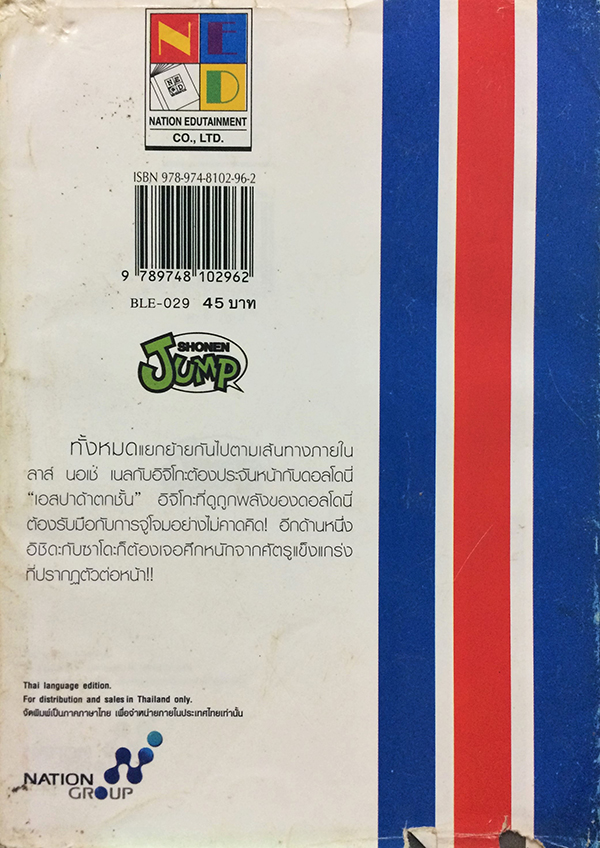 NED
NED
NATION EDUTAINMENT
CO., LTD.
ISBN 978-974-8102-96-2
9 789748 102962
BLE-029 45 บาท
SHONEN
JUMP
ทั้งหมดแยกย้ายกันไปตามเส้นทางภายใน
ลาส์ นอเช่ เนลกับอิจิโกะต้องประจันหน้ากับดอลโดนี่
“เอสปาด้าตกชั้น” อิจิโกะที่ดูถูกพลังของดอลโดนี่
ต้องรับมือกับการจู่โจมอย่างไม่คาดคิด! อีกด้านหนึ่ง
อิชิดะกับซาโดะก็ต้องเจอศึกหนักจากศัตรูแข็งแกร่ง
ที่ปรากฏตัวต่อหน้า!!
Thai language edition.
For distribution and sales in Thailand only.
จัดพิมพ์เป็นภาคภาษาไทย เพื่อจำหน่ายภายในประเทศไทยเท่านั้น
NATION
GROUP